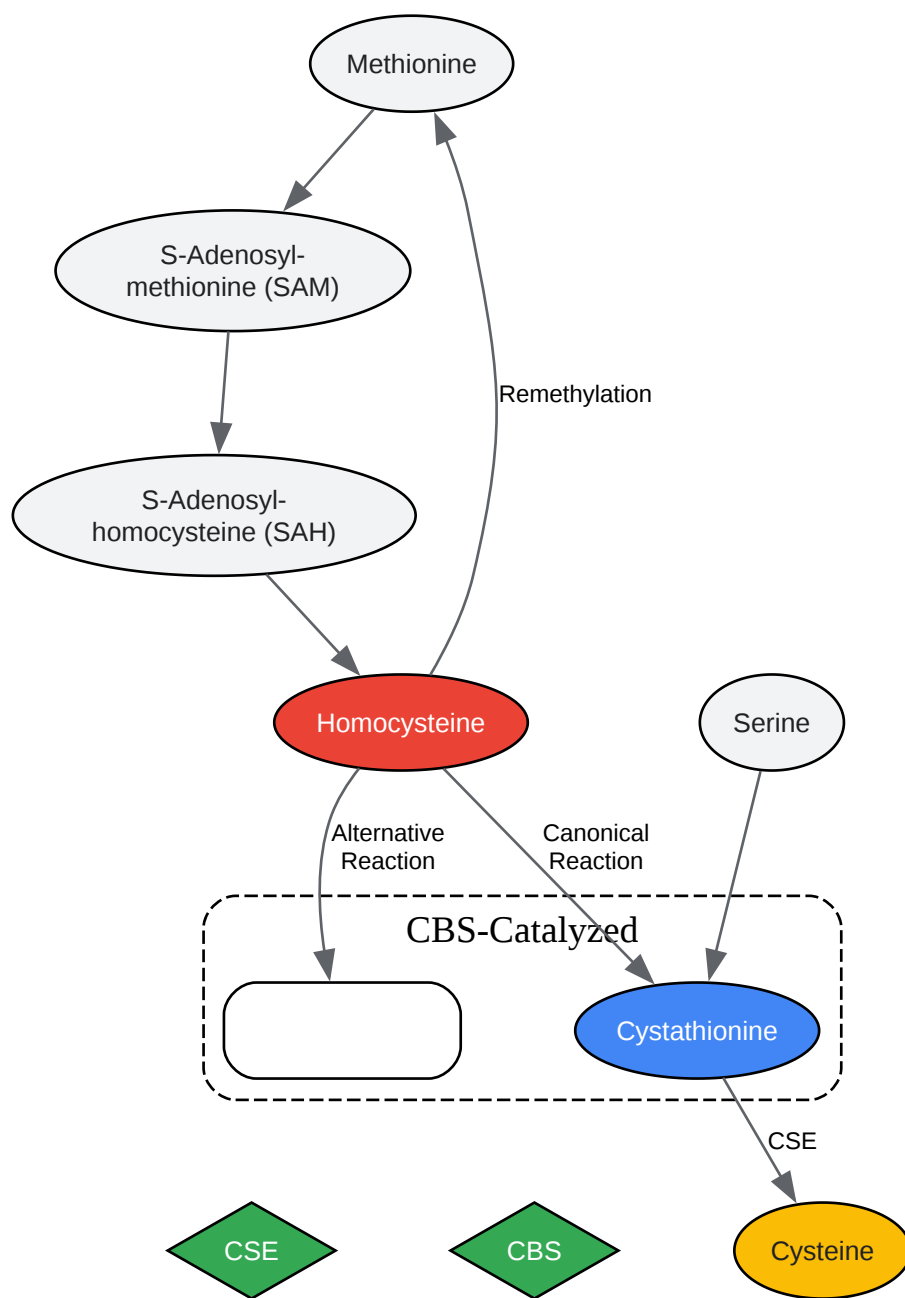 Methionine
S-Adenosyl-
methionine (SAM)
Remethylation
S-Adenosyl-
homocysteine (SAH)
Homocysteine
Serine
Alternative
Reaction
Canonical
Reaction
CBS-Catalyzed
Cystathionine
CSE
CSE
CBS
Cysteine